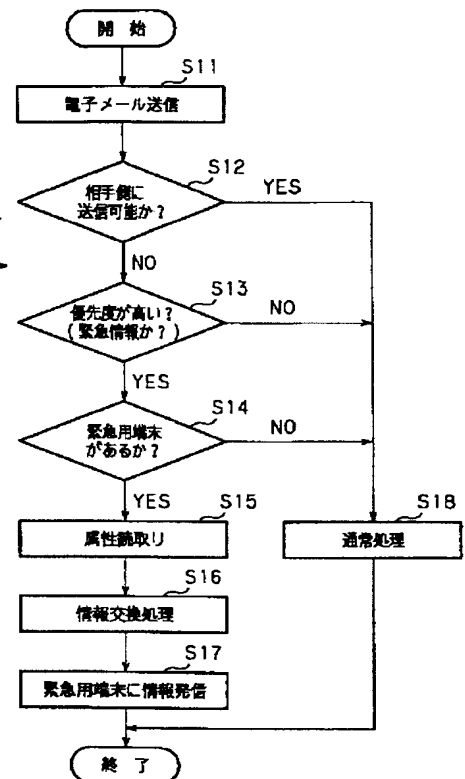 開 始
S11
電子メール送信
S12
相手側に
送信可能か?
YES
NO
S13
優先度が高い?
(緊急情報か?)
NO
YES
S14
緊急用端末
があるか?
NO
YES
S15
属性読取り
S18
通常処理
S16
情報交換処理
S17
緊急用端末に情報発信
終 了